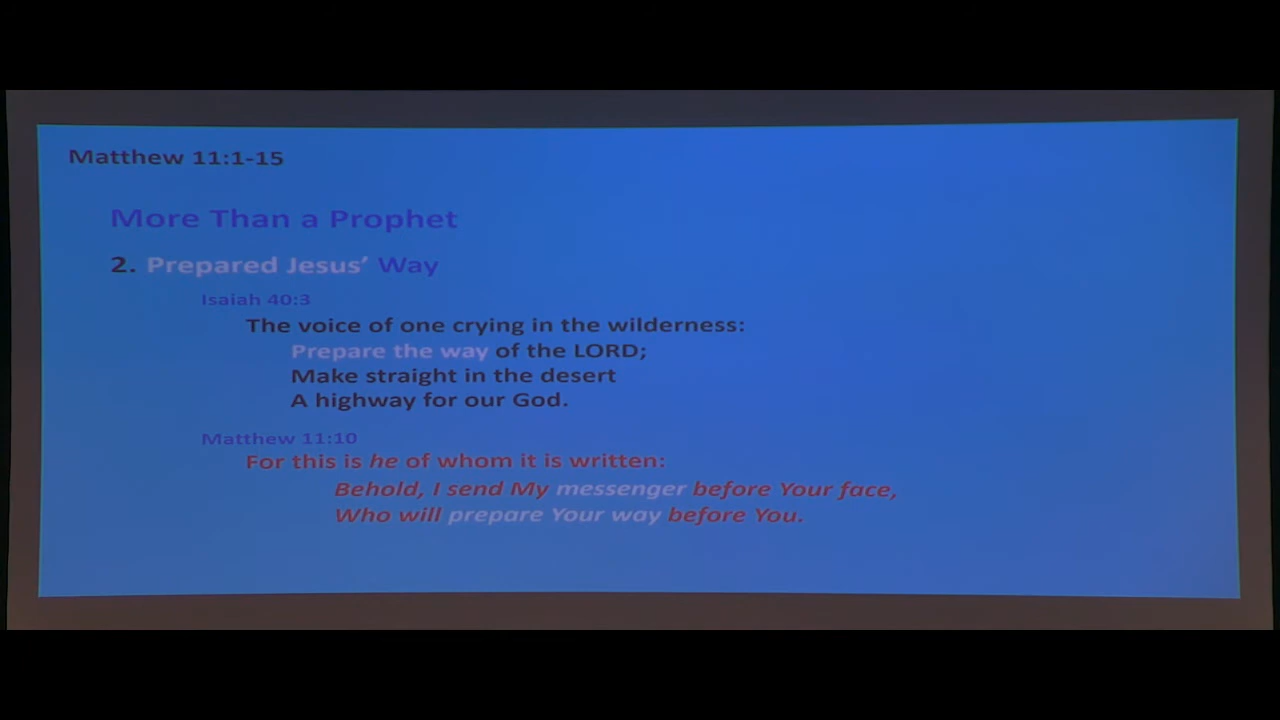 Matthew 11:1-15
More Than a Prophet
2. Prepared Jesus’ Way
Isaiah 40:3
The voice of one crying in the wilderness:
Prepare the way of the LORD;
Make straight in the desert
A highway for our God.
Matthew 11:10
For this is he of whom it is written:
Behold, I send My messenger before Your face,
Who will prepare Your way before You.